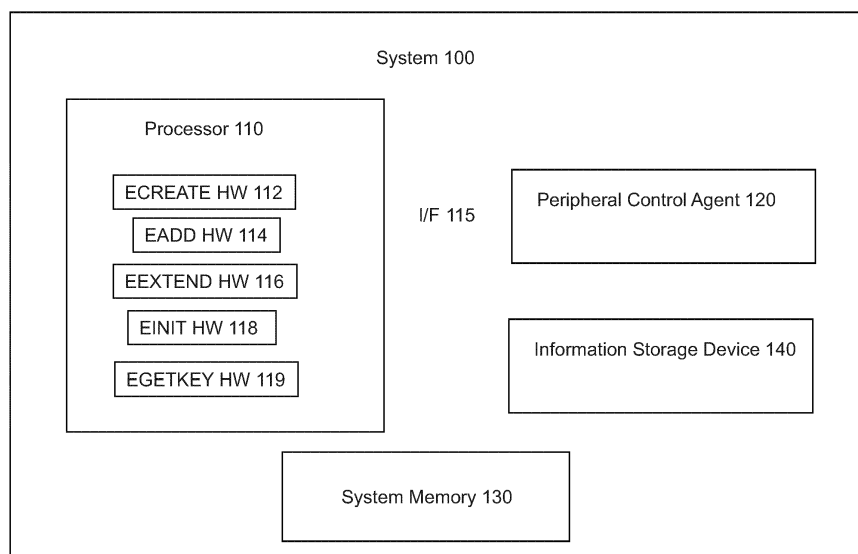 System 100
Processor 110
ECREATE HW 112
EADD HW 114
EEXTEND HW 116
EINIT HW 118
EGETKEY HW 119
I/F 115
Peripheral Control Agent 120
Information Storage Device 140
System Memory 130